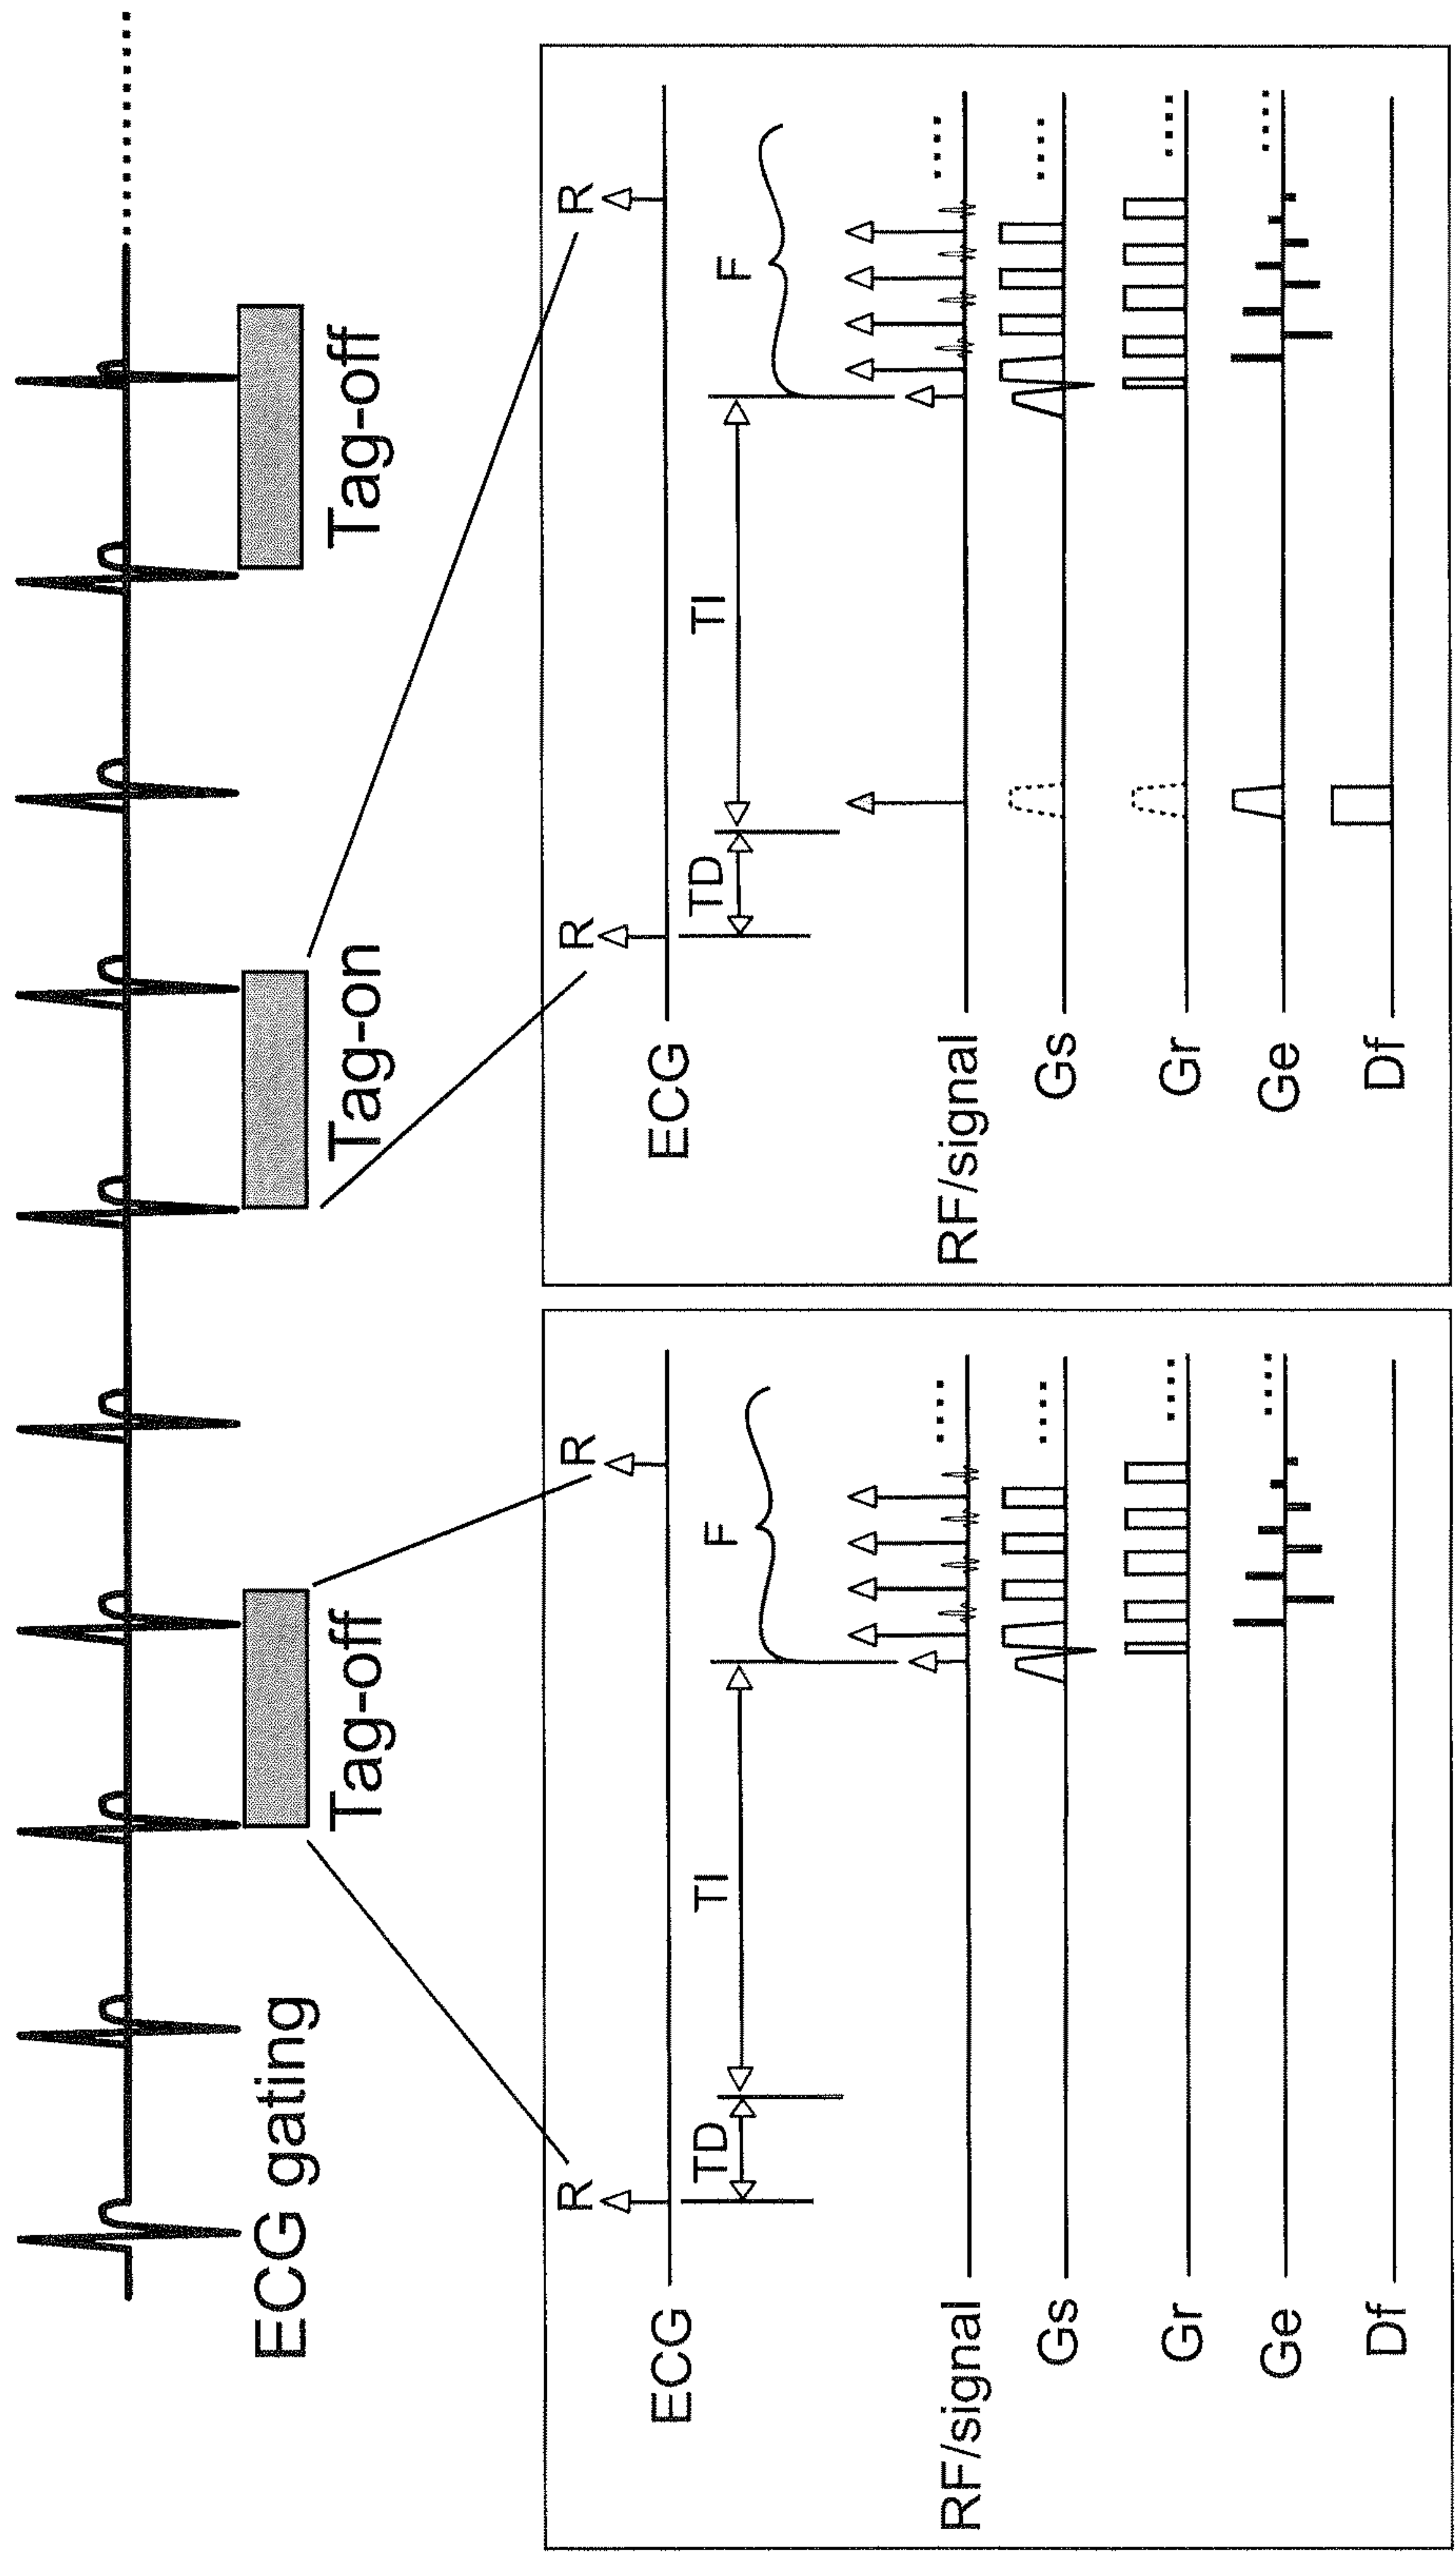 ECG gating
Tag-off
Tag-on
Tag-off
R
R
ECG
TD
TI
F
RF/signal
Gs
Gr
Ge
Df
R
R
ECG
TD
TI
F
RF/signal
Gs
Gr
Ge
Df